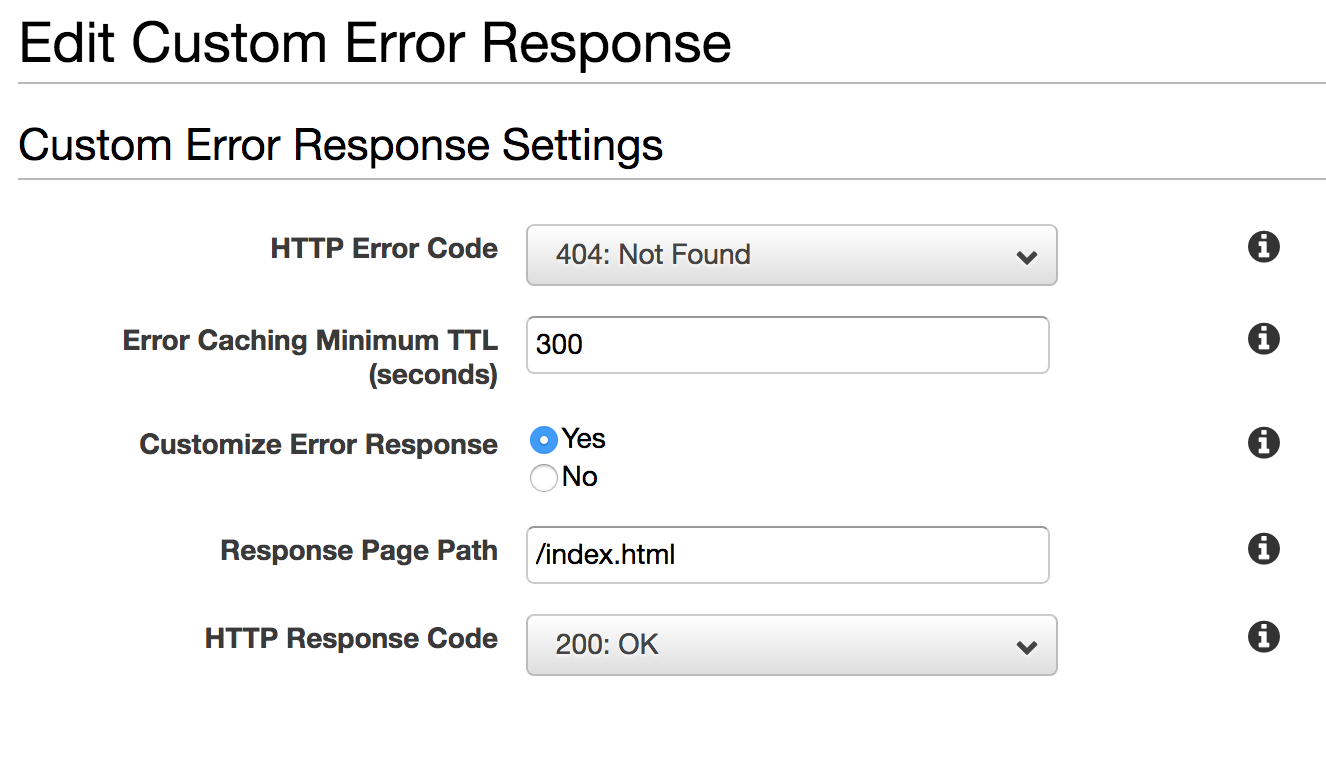 Edit Custom Error Response
Custom Error Response Settings
HTTP Error Code
404: Not Found
Error Caching Minimum TTL
(seconds)
300
Customize Error Response
Yes
No
Response Page Path
/index.html
HTTP Response Code
200: OK